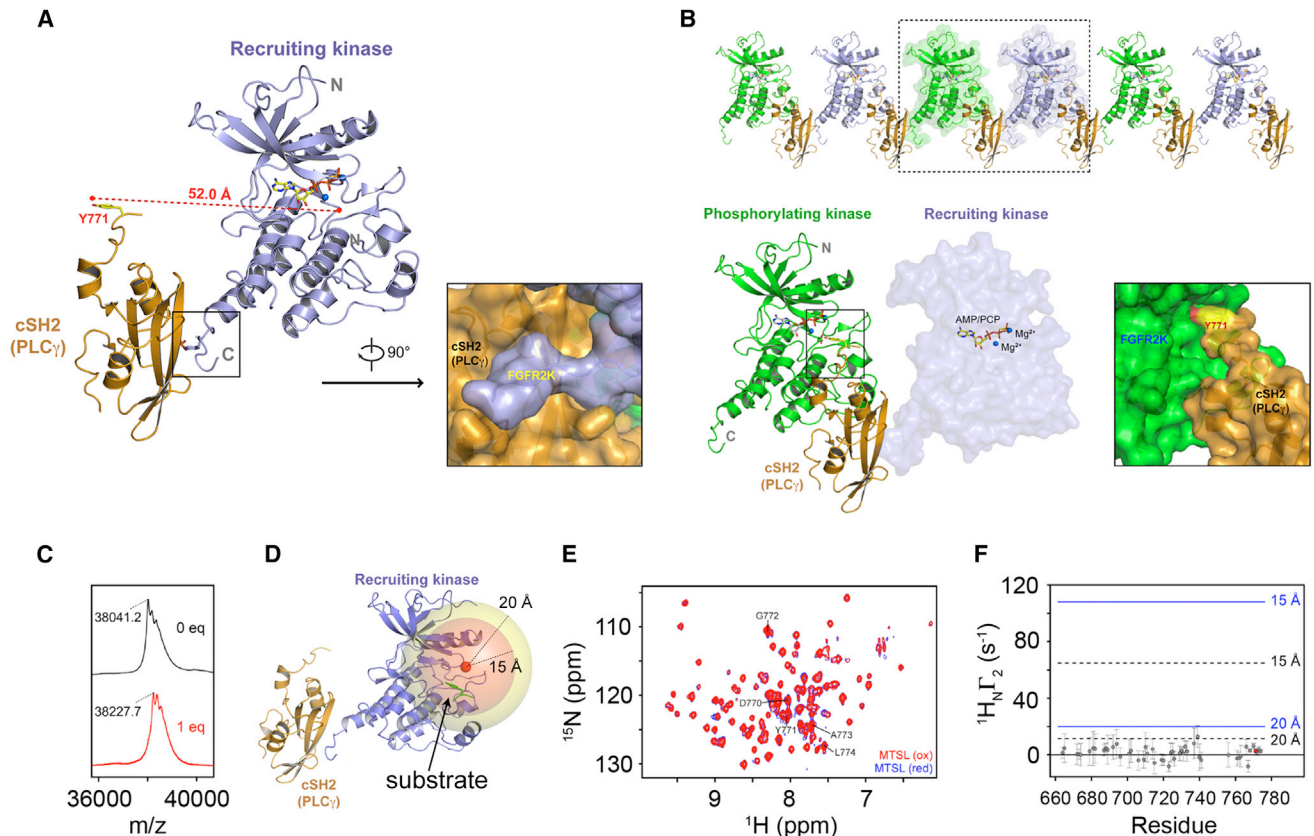 A
Recruiting kinase
N
52.0 Å
Y771
N
cSH2
(PLCγ)
C
90°
cSH2
(PLCγ)
FGFR2K
B
Phosphorylating kinase
Recruiting kinase
N
AMP/PCP
Mg²⁺
Mg²⁺
C
cSH2
(PLCγ)
Y771
FGFR2K
cSH2
(PLCγ)
C
38041.2
0 eq
38227.7
1 eq
36000 40000
m/z
D
Recruiting kinase
20 Å
15 Å
substrate
cSH2
(PLCγ)
E
¹⁵N (ppm)
110
120
130
G772
*D770
Y771
A773
L774
MTSL (ox)
MTSL (red)
9 8 7
¹H (ppm)
F
¹HNΓ₂ (s⁻¹)
120
80
40
0
15 Å
15 Å
20 Å
20 Å
660 680 700 720 740 760 780
Residue